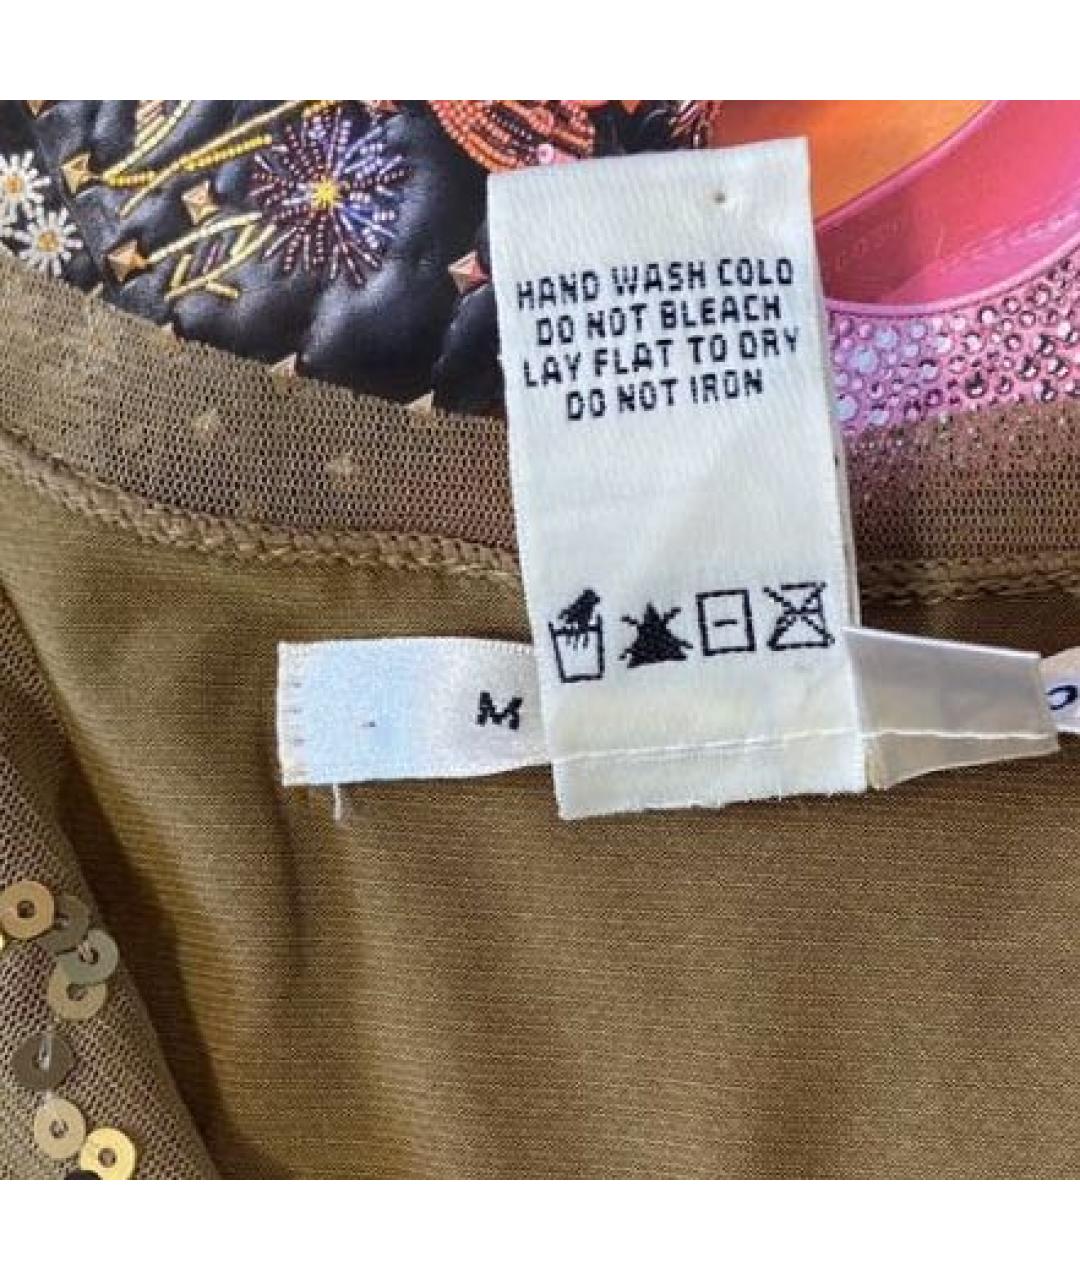 HAND WASH COLD
DO NOT BLEACH
LAY FLAT TO DRY
DO NOT IRON
M